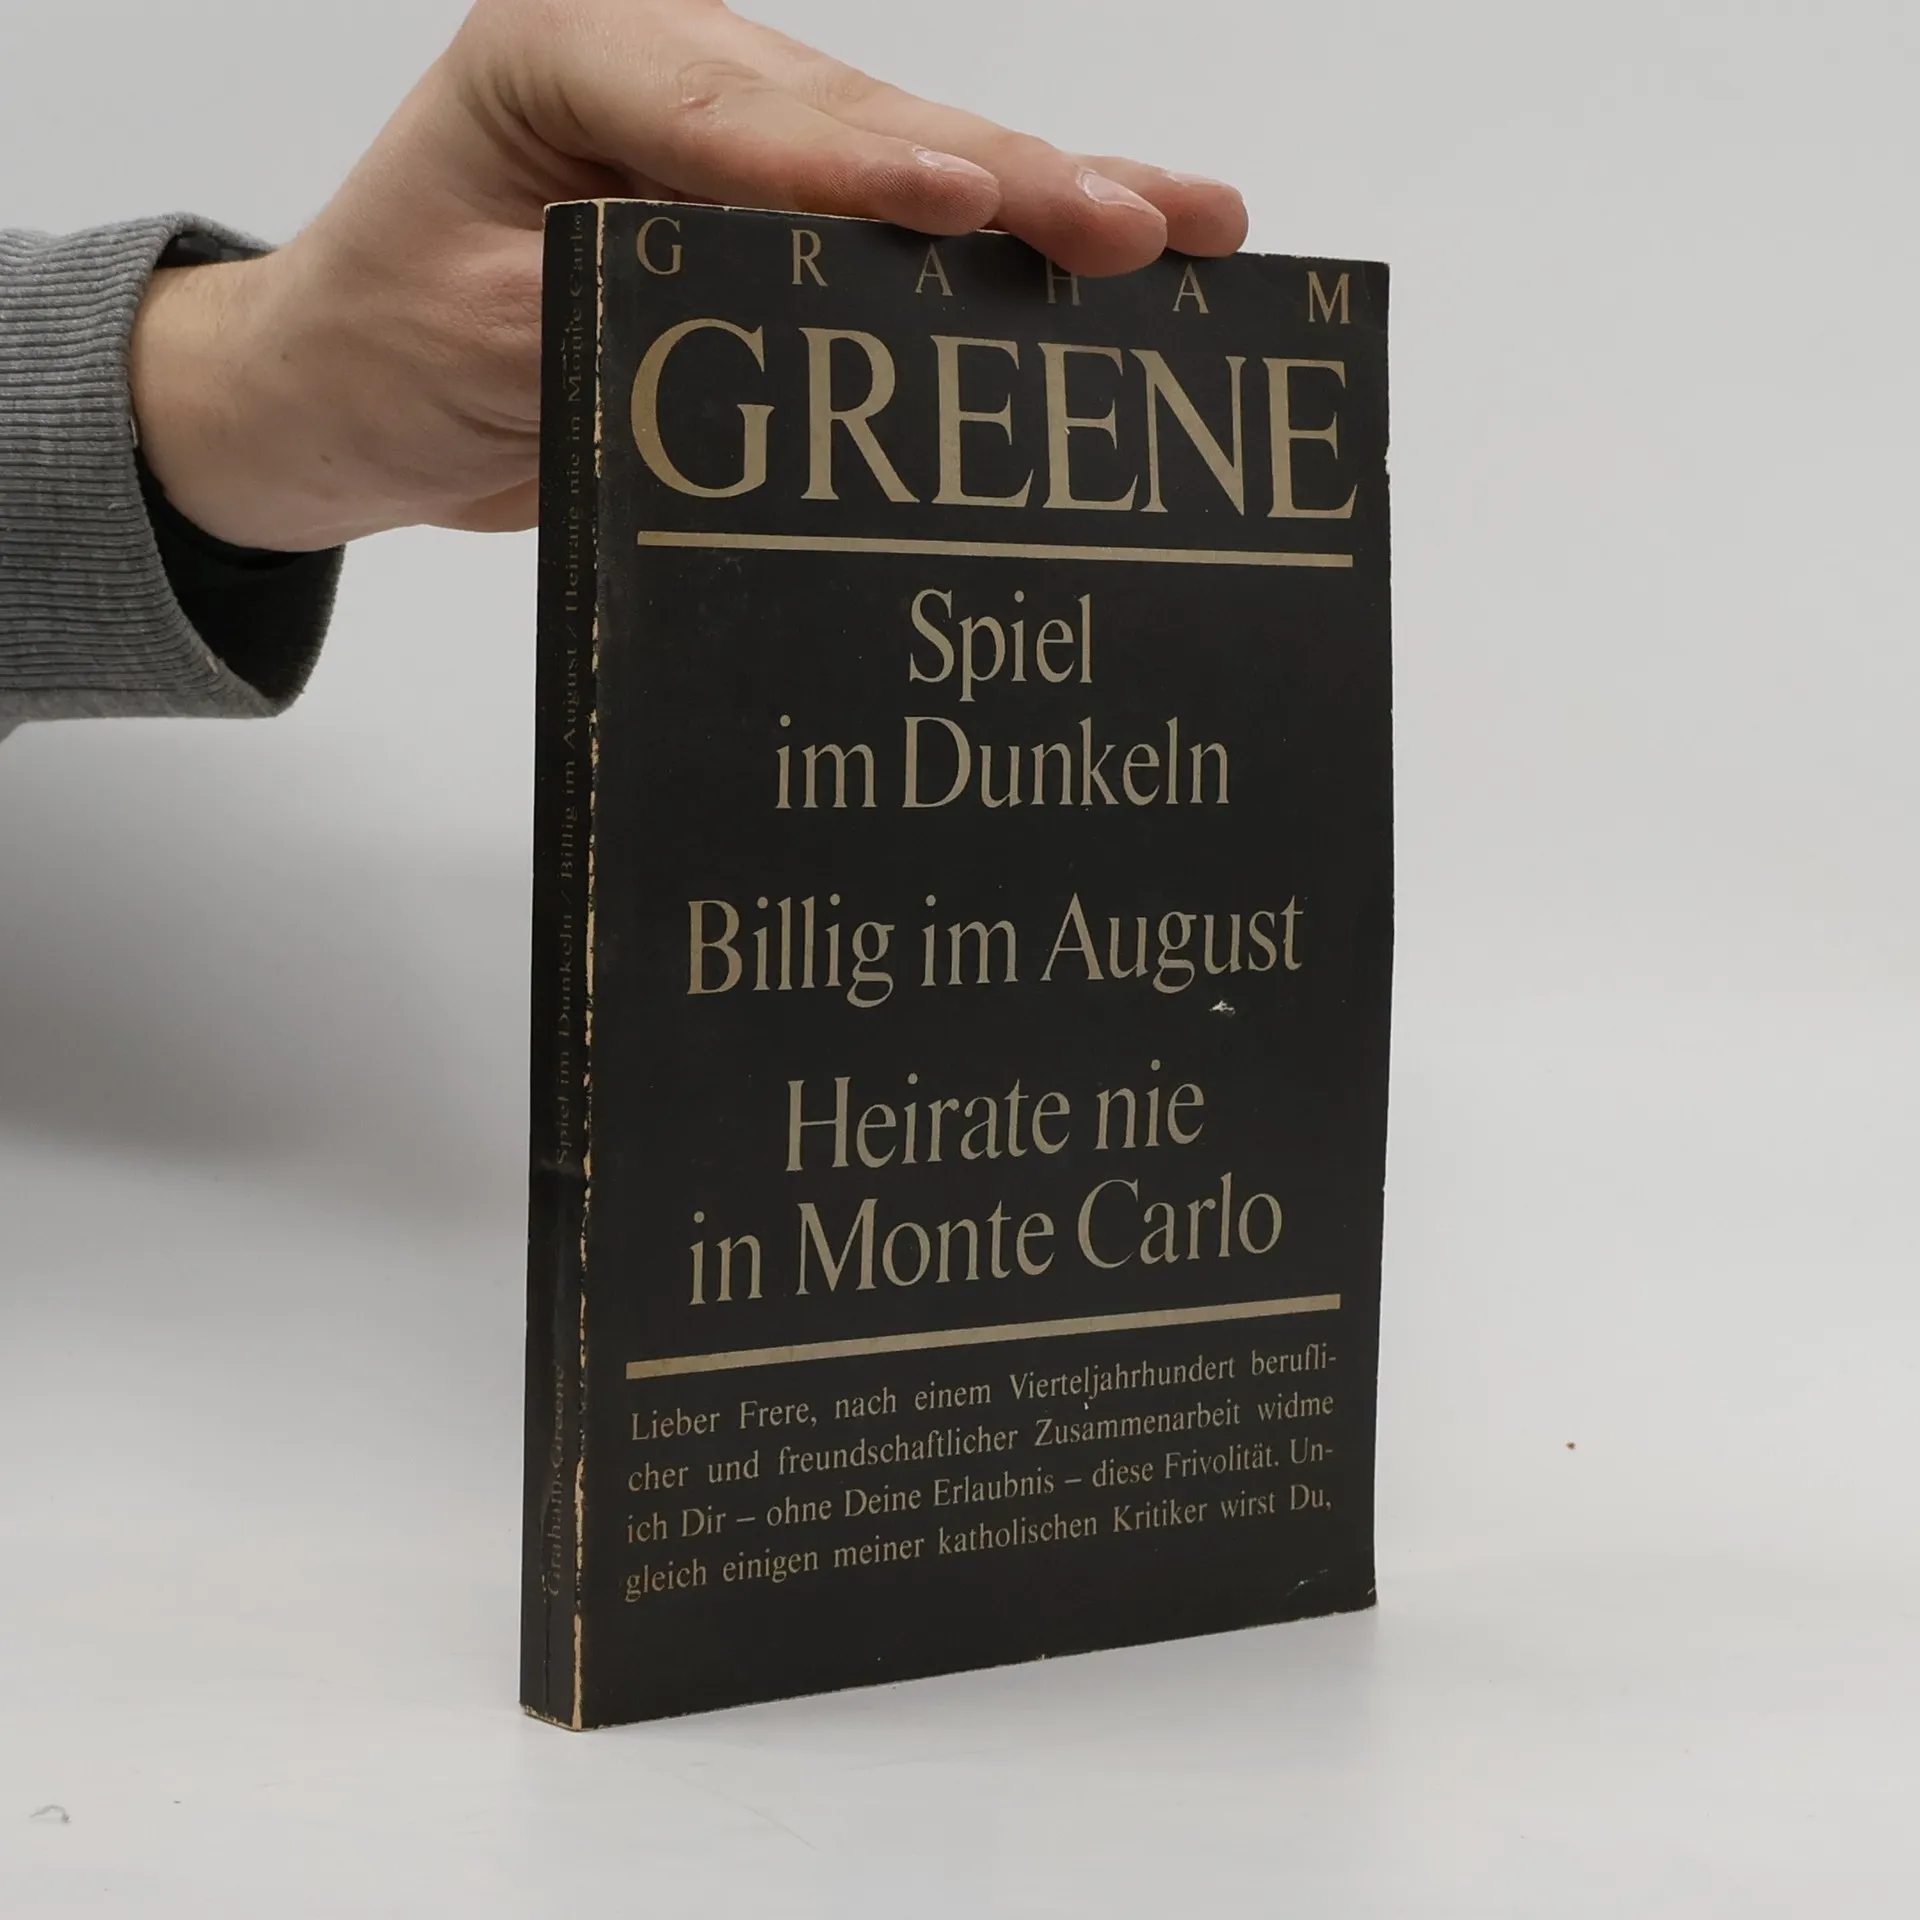 GRAHAM
GREENE
Spiel
im Dunkeln
Billig im August
Heirate nie
in Monte Carlo
Lieber Frere, nach einem Vierteljahrhundert berufli-
cher und freundschaftlicher Zusammenarbeit widme
ich Dir – ohne Deine Erlaubnis – diese Frivolität. Un-
gleich einigen meiner katholischen Kritiker wirst Du,
Graham Greene
Spiel im Dunkeln / Billig im August / Heirate nie in Monte Carlo